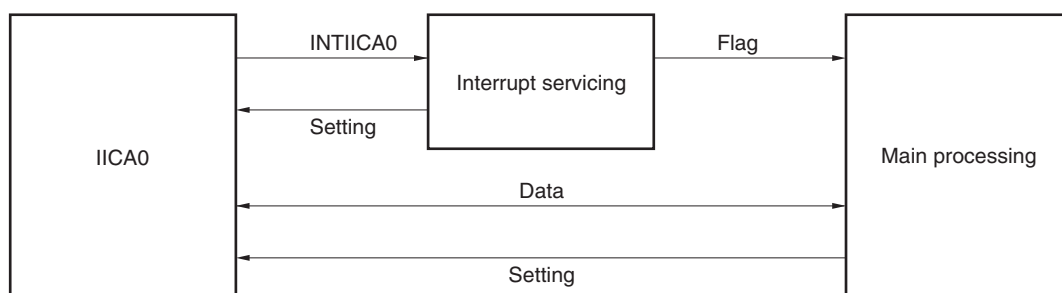 INTIICA0
Flag
Interrupt servicing
Setting
IICA0
Main processing
Data
Setting